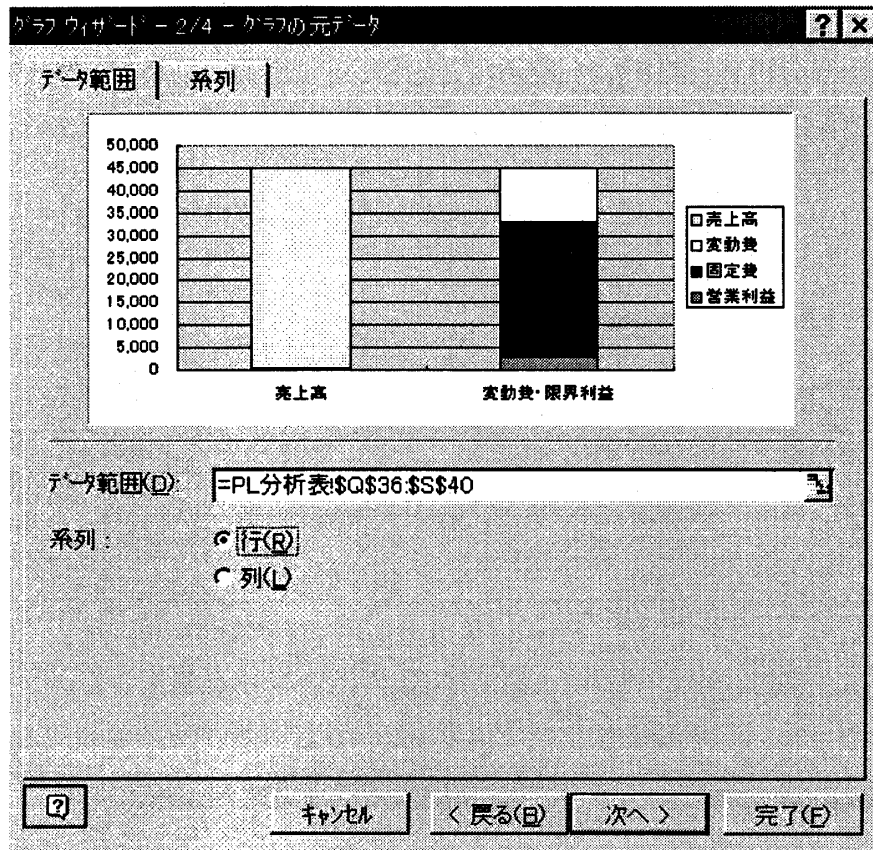 グラフ ウィザード - 2/4 - グラフの元データ
データ範囲 系列
50,000
45,000
40,000
35,000
30,000
25,000
20,000
15,000
10,000
5,000
0
売上高 変動費・限界利益
売上高
変動費
固定費
営業利益
データ範囲(D): =PL分析表!$Q$36:$S$40
系列: 行(R)
列(L)
キャンセル < 戻る(B) 次へ > 完了(F)